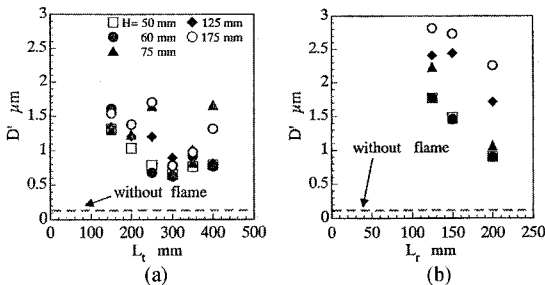 (a)
H= 50 mm
60 mm
75 mm
125 mm
175 mm
D' μm
3
2.5
2
1.5
1
0.5
0
without flame
0 100 200 300 400 500
L_t mm
(a)
(b)
D' μm
3
2.5
2
1.5
1
0.5
0
without flame
0 50 100 150 200 250
L_r mm
(b)